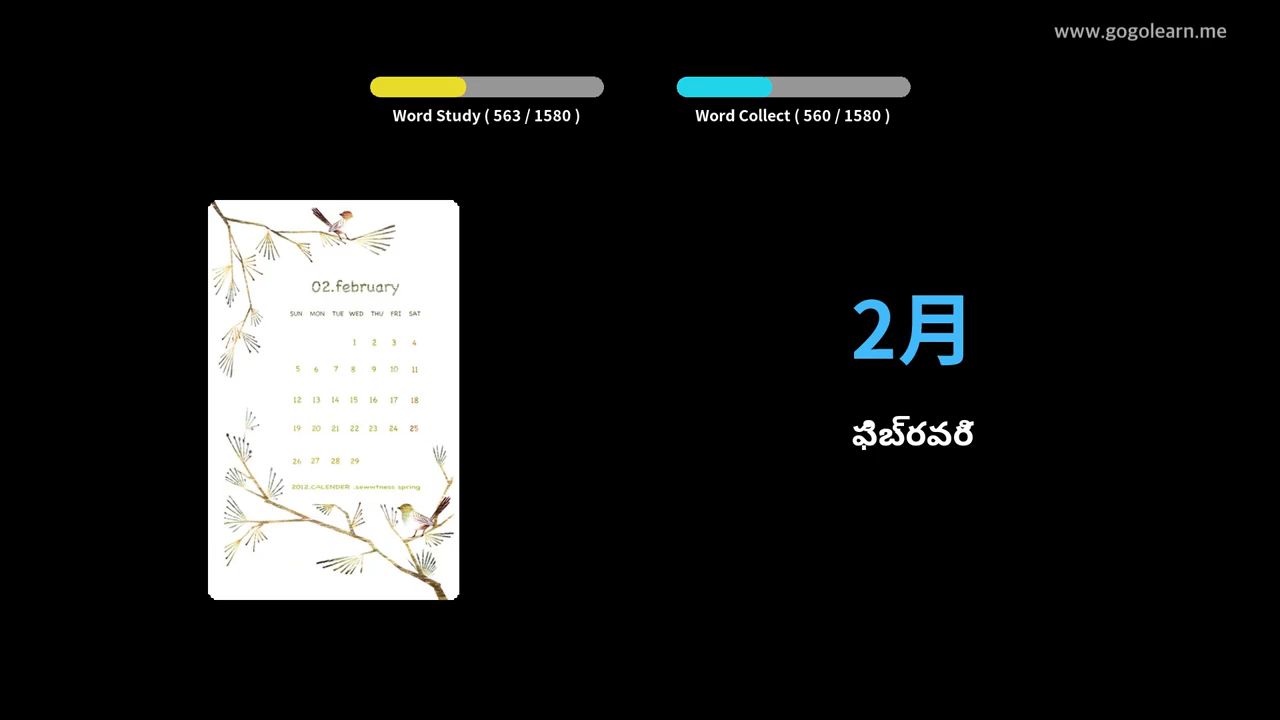 www.gogolearn.me
Word Study ( 563 / 1580 )
Word Collect ( 560 / 1580 )
02.february
SUN MON TUE WED THU FRI SAT
1 2 3 4
5 6 7 8 9 10 11
12 13 14 15 16 17 18
19 20 21 22 23 24 25
26 27 28 29
2012.CALENDER .sewwtness spring
2月
ఫిబ్రవరి